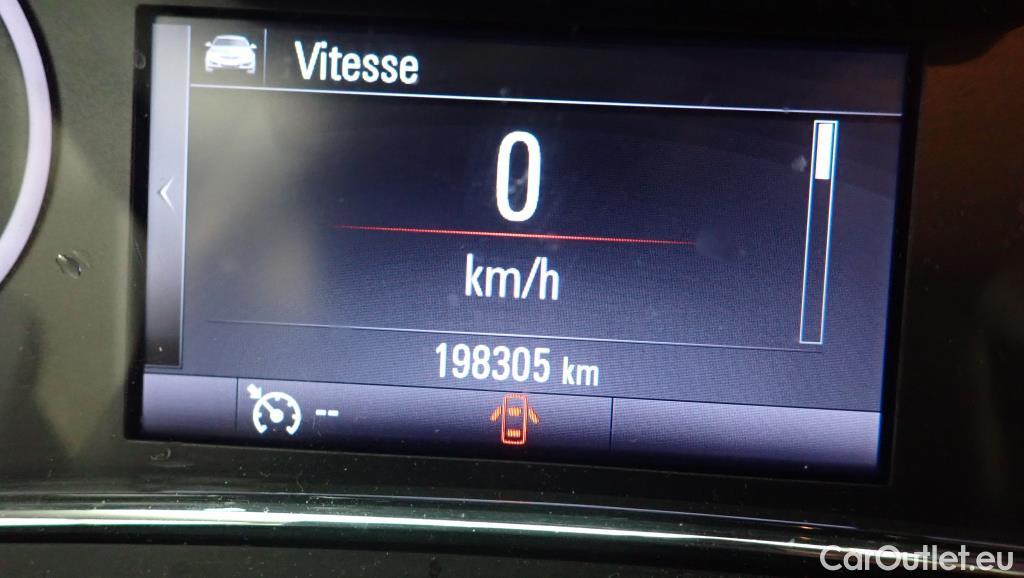 Vitesse
0
km/h
198305 km
--
CarOutlet.eu